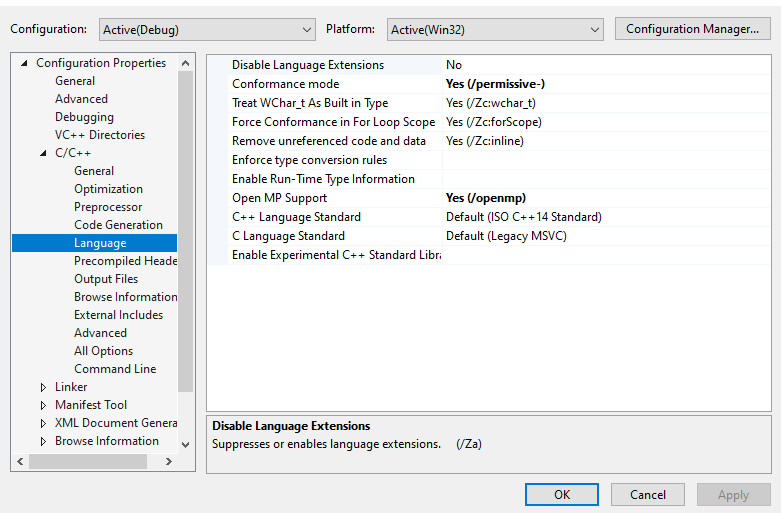 Configuration: Active(Debug) Platform: Active(Win32) Configuration Manager...
Configuration Properties
General
Advanced
Debugging
VC++ Directories
C/C++
General
Optimization
Preprocessor
Code Generation
Language
Precompiled Heade
Output Files
Browse Information
External Includes
Advanced
All Options
Command Line
Linker
Manifest Tool
XML Document Genera
Browse Information
Disable Language Extensions No
Conformance mode Yes (/permissive-)
Treat WChar_t As Built in Type Yes (/Zc:wchar_t)
Force Conformance in For Loop Scope Yes (/Zc:forScope)
Remove unreferenced code and data Yes (/Zc:inline)
Enforce type conversion rules
Enable Run-Time Type Information
Open MP Support Yes (/openmp)
C++ Language Standard Default (ISO C++14 Standard)
C Language Standard Default (Legacy MSVC)
Enable Experimental C++ Standard Libra
Disable Language Extensions
Suppresses or enables language extensions. (/Za)
OK Cancel Apply